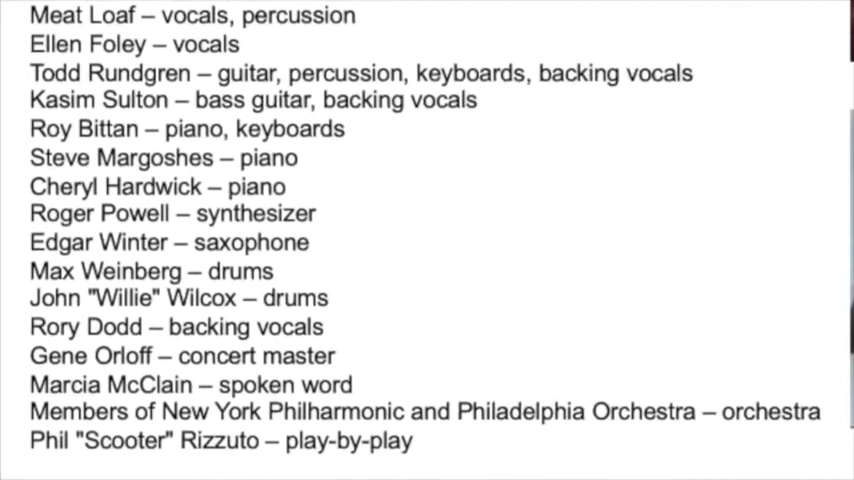 Meat Loaf – vocals, percussion
Ellen Foley – vocals
Todd Rundgren – guitar, percussion, keyboards, backing vocals
Kasim Sulton – bass guitar, backing vocals
Roy Bittan – piano, keyboards
Steve Margoshes – piano
Cheryl Hardwick – piano
Roger Powell – synthesizer
Edgar Winter – saxophone
Max Weinberg – drums
John "Willie" Wilcox – drums
Rory Dodd – backing vocals
Gene Orloff – concert master
Marcia McClain – spoken word
Members of New York Philharmonic and Philadelphia Orchestra – orchestra
Phil "Scooter" Rizzuto – play-by-play